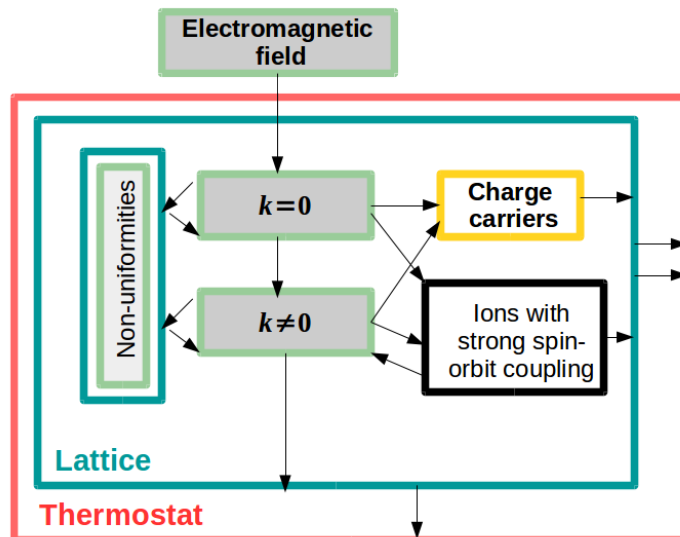 Electromagnetic
field
Non-uniformities
k=0
Charge
carriers
k≠0
Ions with
strong spin-
orbit coupling
Lattice
Thermostat